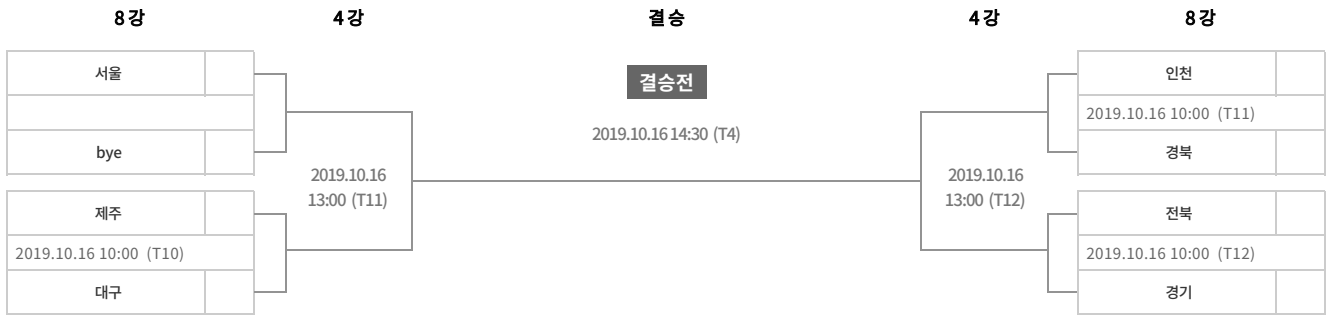 8강
4강
결승
4강
8강
서울
bye
제주
2019.10.16 10:00 (T10)
대구
2019.10.16
13:00 (T11)
결승전
2019.10.16 14:30 (T4)
2019.10.16
13:00 (T12)
인천
2019.10.16 10:00 (T11)
경북
전북
2019.10.16 10:00 (T12)
경기